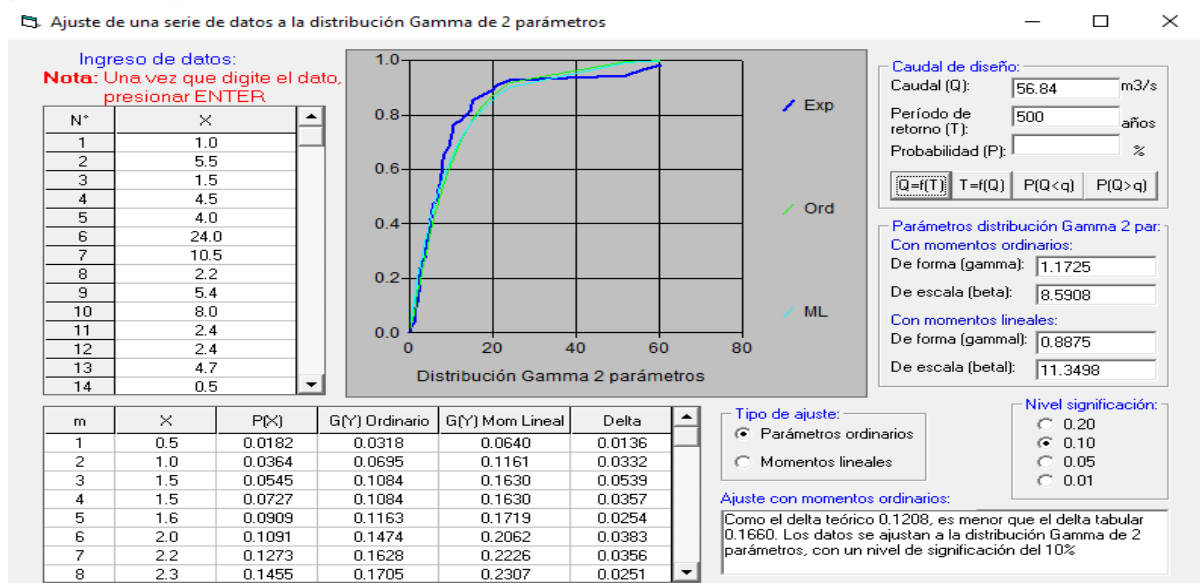 Ajuste de una serie de datos a la distribución Gamma de 2 parámetros
Ingreso de datos:
Nota: Una vez que digite el dato,
presionar ENTER
N° X
1 1.0
2 5.5
3 1.5
4 4.5
5 4.0
6 24.0
7 10.5
8 2.2
9 5.4
10 8.0
11 2.4
12 2.4
13 4.7
14 0.5
1.0
0.8
0.6
0.4
0.2
0.0
0 20 40 60 80
Distribución Gamma 2 parámetros
Exp
Ord
ML
Caudal de diseño:
Caudal (Q): 56.84 m3/s
Período de
retorno (T): 500 años
Probabilidad (P): %
Q=f(T) T=f(Q) P(Q<q) P(Q>q)
Parámetros distribución Gamma 2 par:
Con momentos ordinarios:
De forma (gamma): 1.1725
De escala (beta): 8.5908
Con momentos lineales:
De forma (gammal): 0.8875
De escala (betal): 11.3498
m X P(X) G(Y) Ordinario G(Y) Mom Lineal Delta
1 0.5 0.0182 0.0318 0.0640 0.0136
2 1.0 0.0364 0.0695 0.1161 0.0332
3 1.5 0.0545 0.1084 0.1630 0.0539
4 1.5 0.0727 0.1084 0.1630 0.0357
5 1.6 0.0909 0.1163 0.1719 0.0254
6 2.0 0.1091 0.1474 0.2062 0.0383
7 2.2 0.1273 0.1628 0.2226 0.0356
8 2.3 0.1455 0.1705 0.2307 0.0251
Tipo de ajuste:
Parámetros ordinarios
Momentos lineales
Nivel significación:
0.20
0.10
0.05
0.01
Ajuste con momentos ordinarios:
Como el delta teórico 0.1208, es menor que el delta tabular
0.1660. Los datos se ajustan a la distribución Gamma de 2
parámetros, con un nivel de significación del 10%